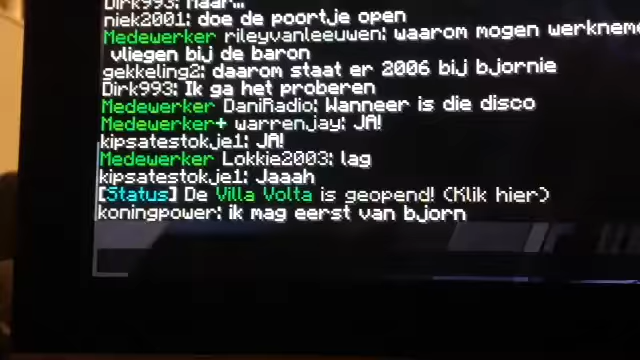 Dirk993: Maar...
niek2001: doe de poortje open
Medewerker rileyvanleeuwen: waarom mogen werkneme
vliegen bij de baron
gekkeling2: daarom staat er 2006 bij bjornie
Dirk993: Ik ga het proberen
Medewerker DaniRadio: Wanneer is die disco
Medewerker+ warrenjay: JA!
kipsatestokje1: JA!
Medewerker Lokkie2003: lag
kipsatestokje1: Jaaah
[Status] De Villa Volta is geopend! (Klik hier)
koningpower: ik mag eerst van bjorn